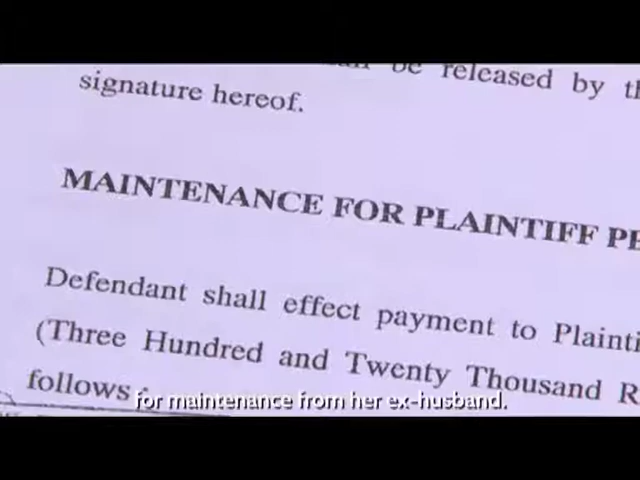 be released by
signature hereof.
MAINTENANCE FOR PLAINTIFF
Defendant shall effect payment to
(Three Hundred and Twenty Thousand
follows:
for maintenance from her ex-husband.